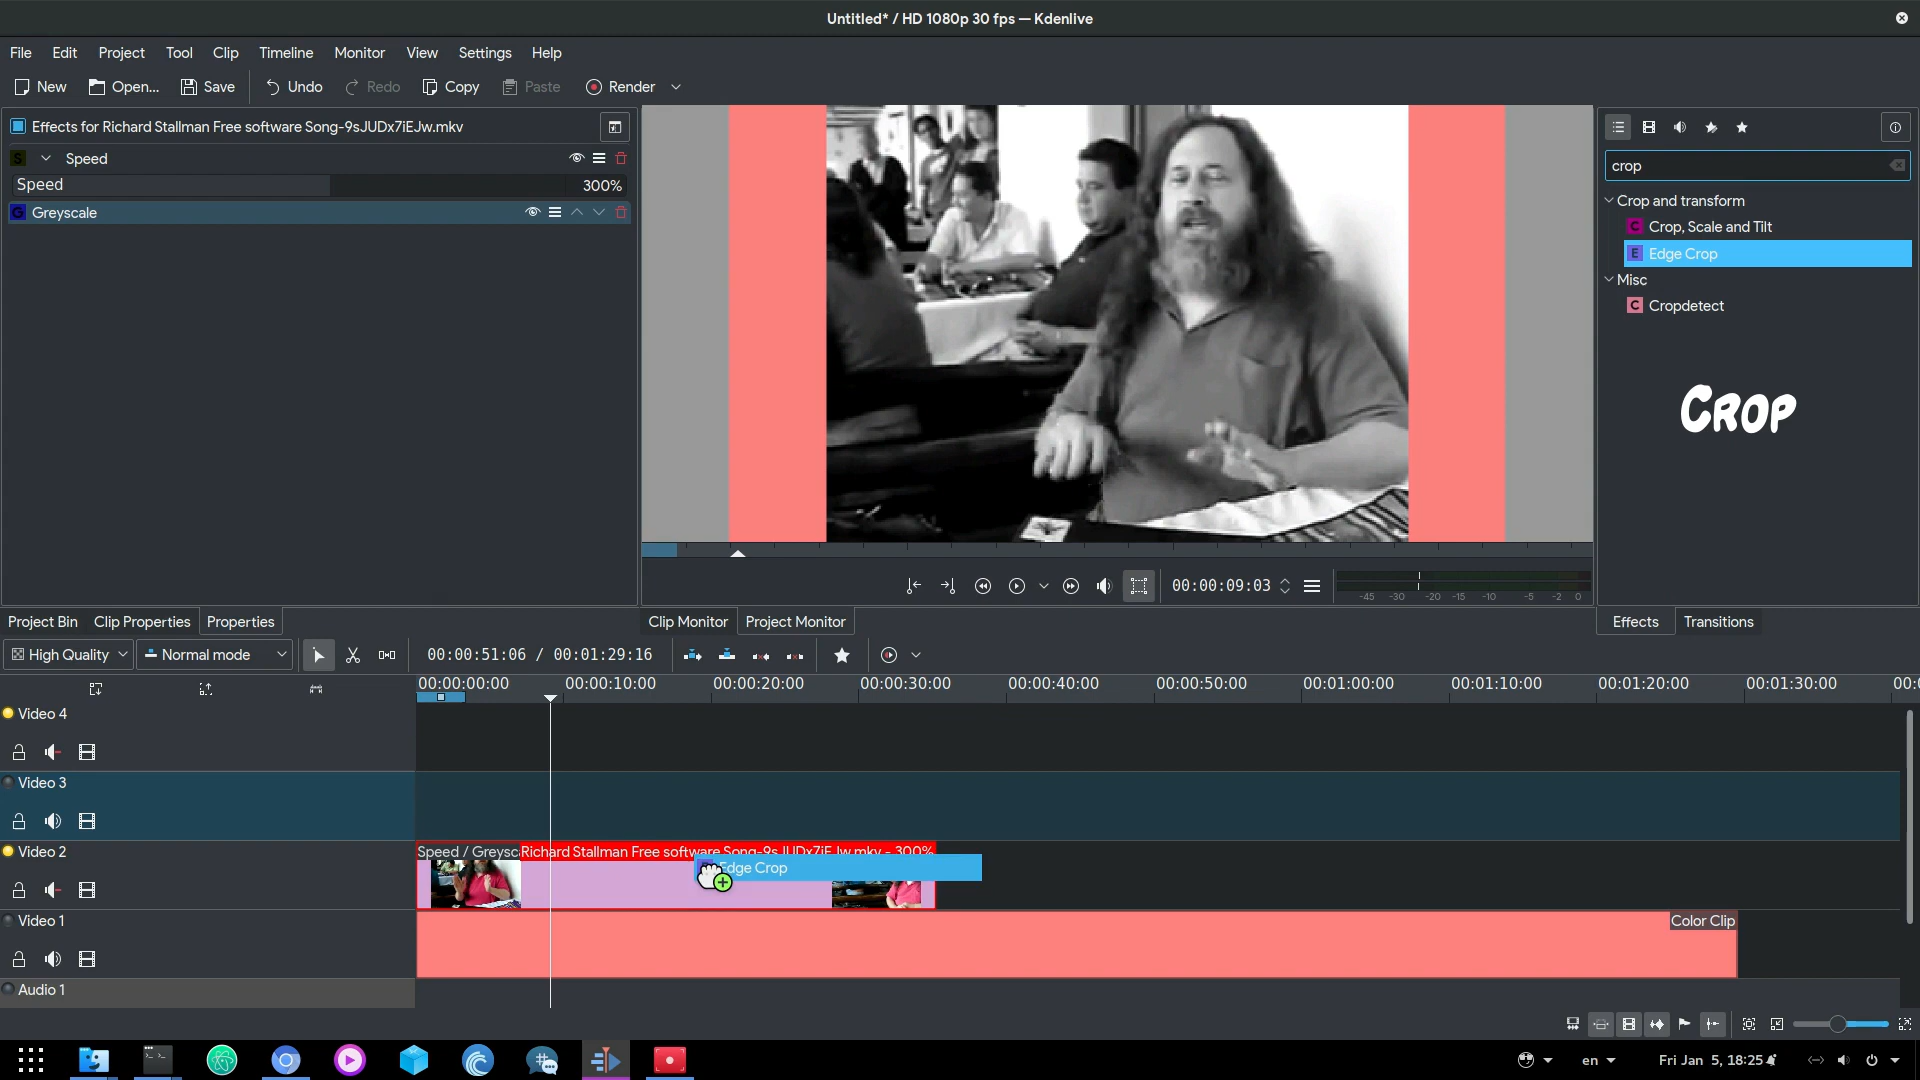 Untitled* / HD 1080p 30 fps — Kdenlive
File Edit Project Tool Clip Timeline Monitor View Settings Help
New Open... Save Undo Redo Copy Paste Render
Effects for Richard Stallman Free software Song-9sJUDx7iEJw.mkv
S Speed
Speed 300%
G Greyscale
crop
Crop and transform
C Crop, Scale and Tilt
E Edge Crop
Misc
C Cropdetect
CROP
00:00:09:03
-45 -30 -20 -15 -10 -5 -2 0
Project Bin Clip Properties Properties
Clip Monitor Project Monitor
Effects Transitions
High Quality Normal mode 00:00:51:06 / 00:01:29:16
00:00:00:00 00:00:10:00 00:00:20:00 00:00:30:00 00:00:40:00 00:00:50:00 00:01:00:00 00:01:10:00 00:01:20:00 00:01:30:00 00:0
Video 4
Video 3
Video 2
Speed / Greysca Richard Stallman Free software Song-9sJUDx7iEJw.mkv - 300%
Edge Crop
Video 1
Color Clip
Audio 1
en Fri Jan 5, 18:25